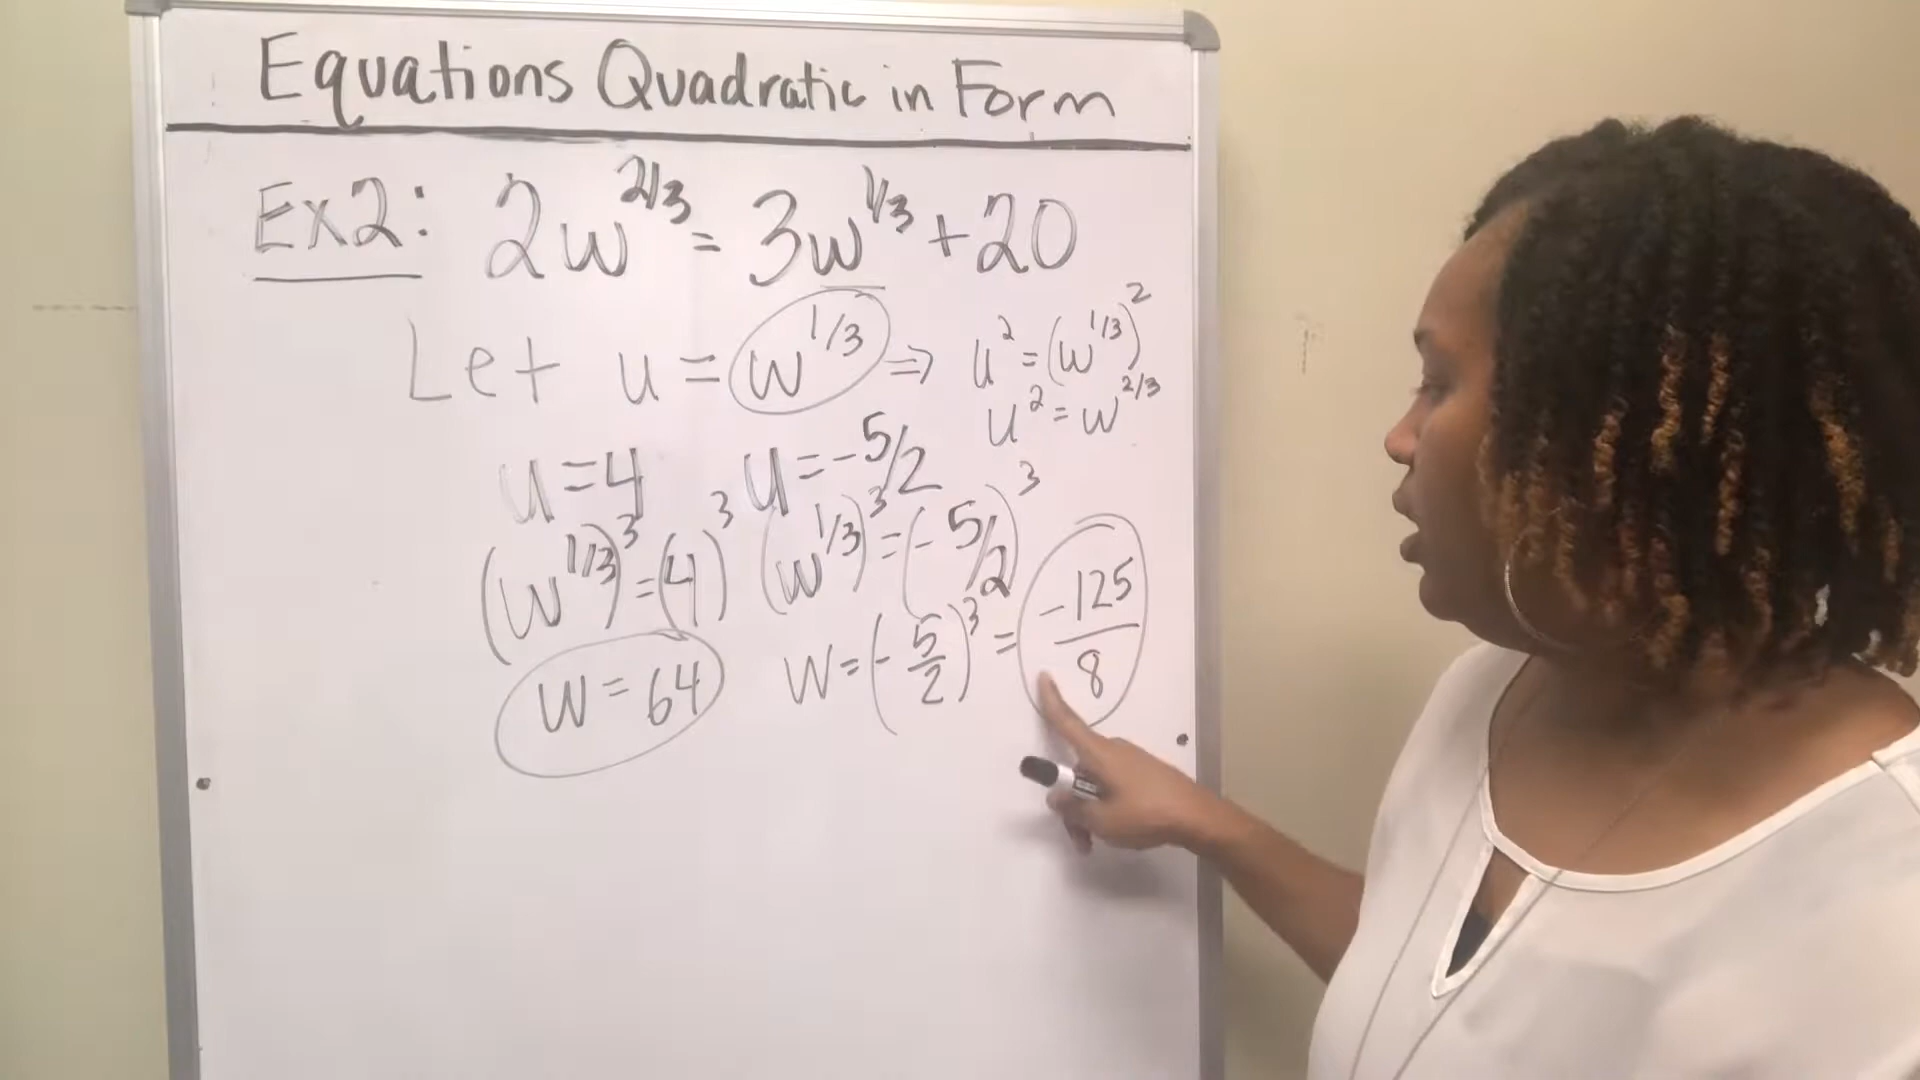 Equations Quadratic in Form
Ex2: 2w^2/3 = 3w^1/3 + 20
Let u = w^1/3 ⇒ u^2 = (w^1/3)^2
u^2 = w^2/3
u = 4 u = -5/2
(w^1/3)^3 = (4)^3 (w^1/3)^3 = (-5/2)^3
w = 64 w = (-5/2)^3 = -125/8